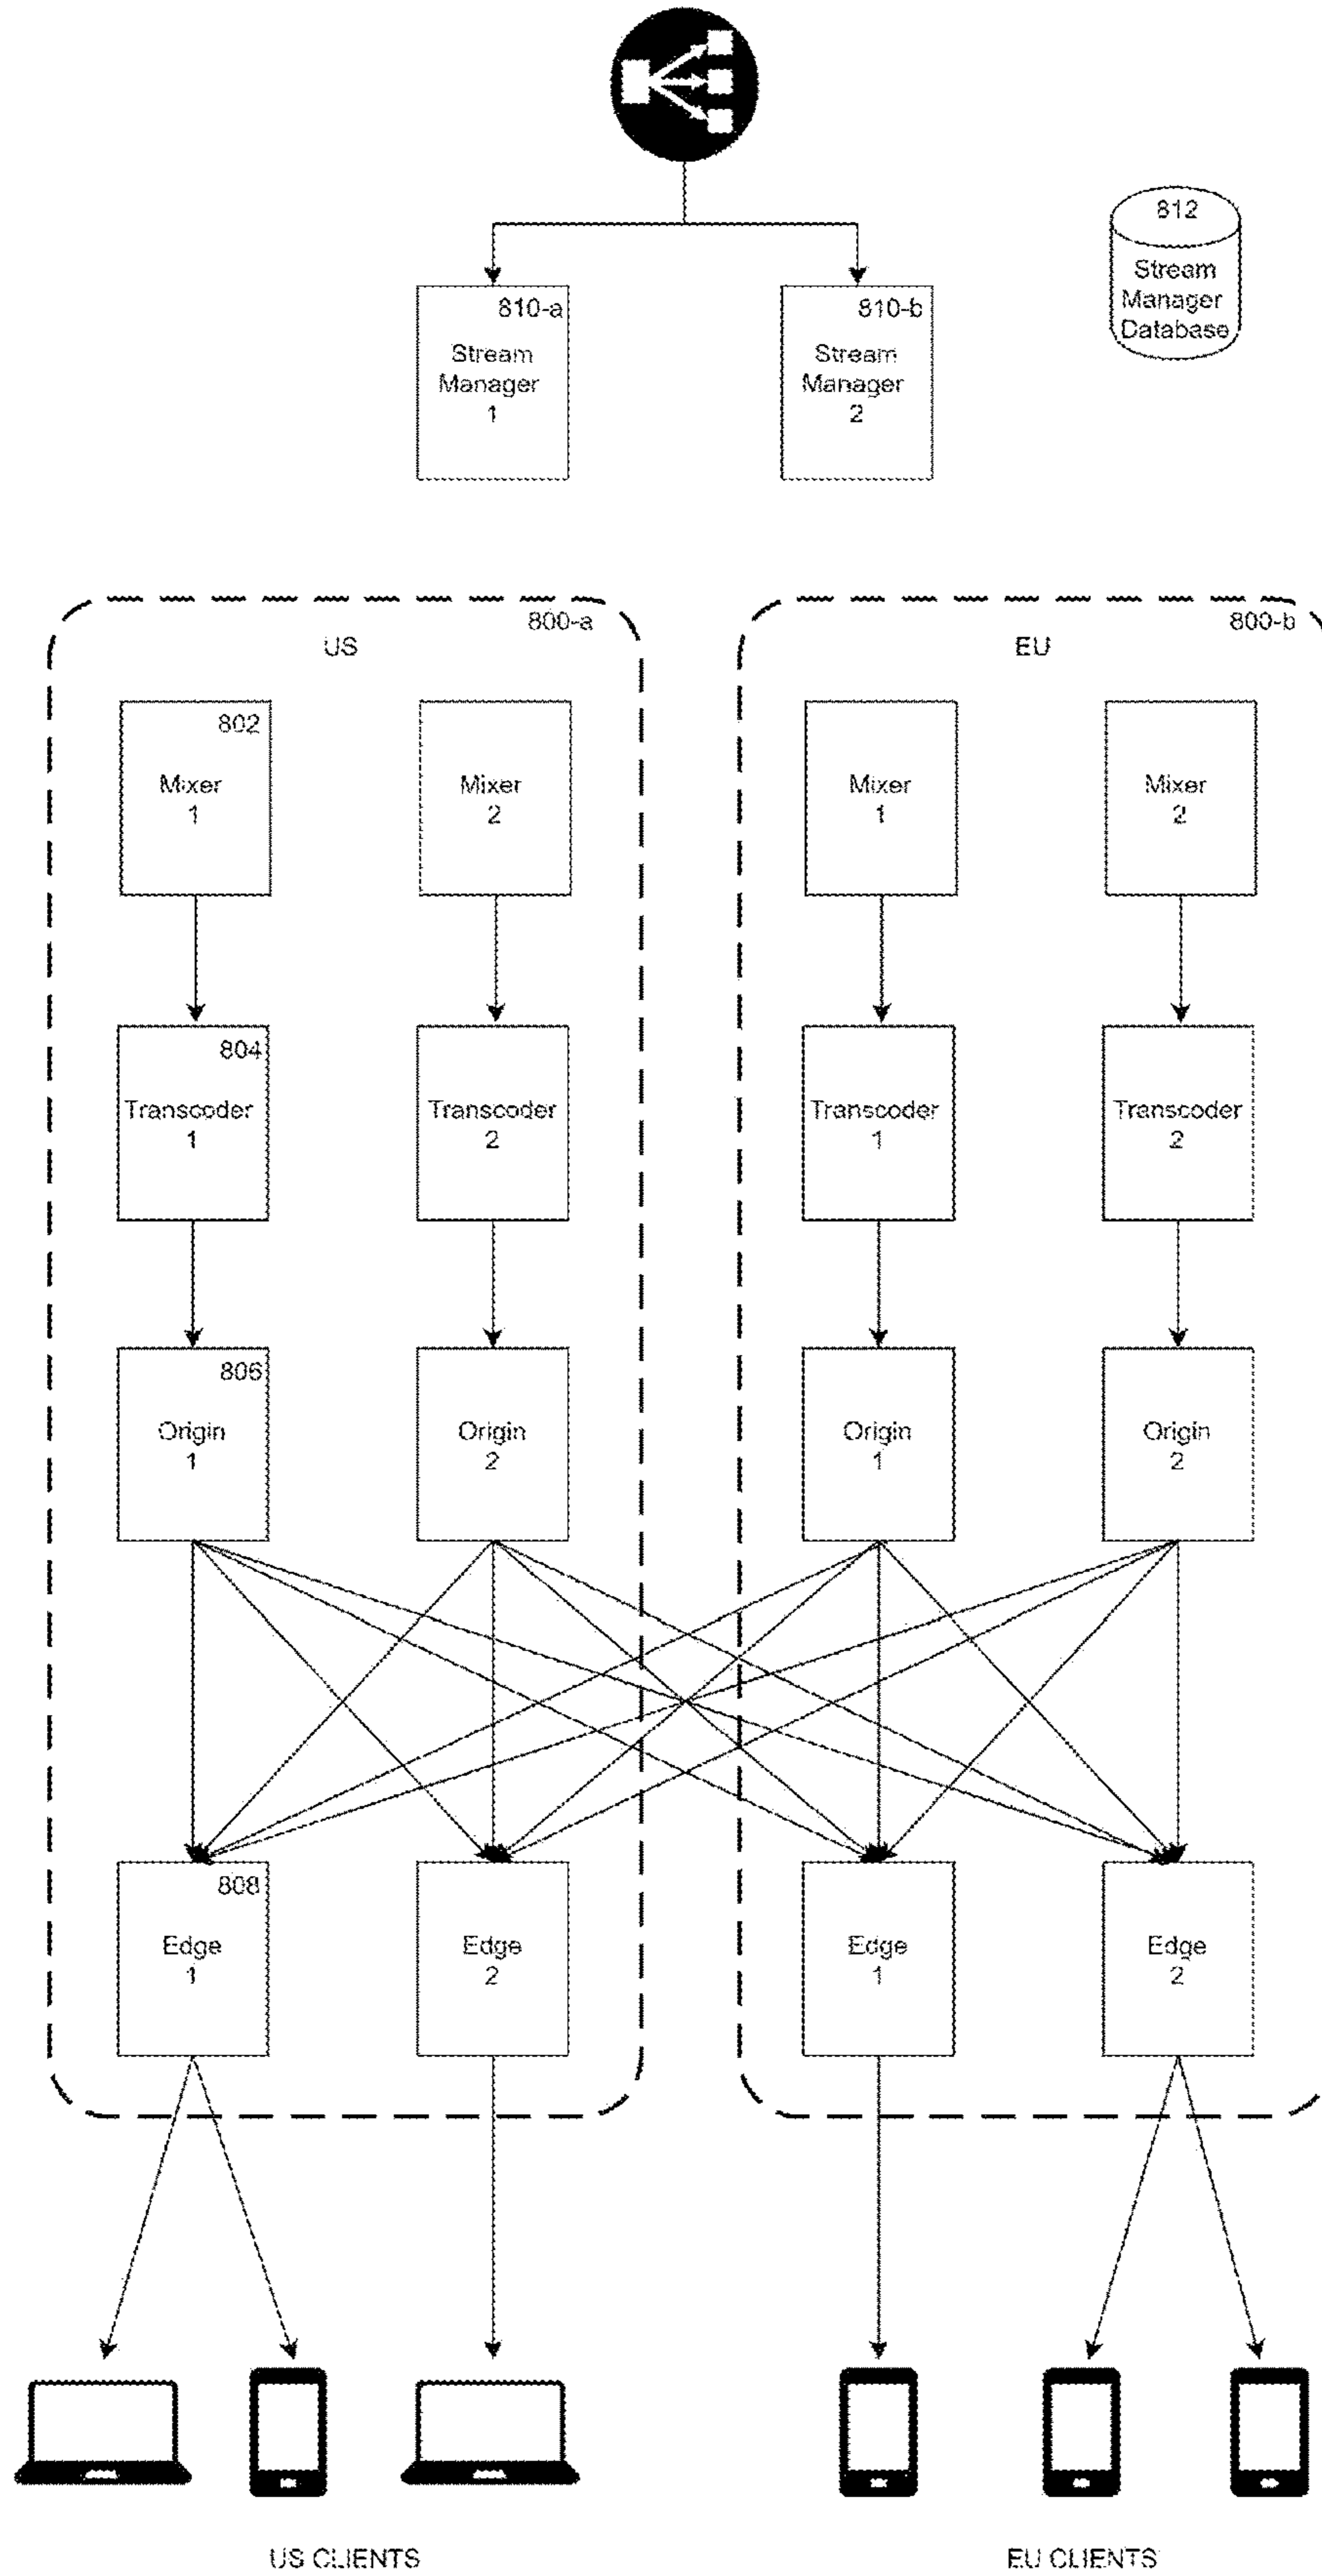 812
Stream
Manager
Database
810-a
Stream
Manager
1
810-b
Stream
Manager
2
800-a
US
800-b
EU
802
Mixer
1
Mixer
2
Mixer
1
Mixer
2
804
Transcoder
1
Transcoder
2
Transcoder
1
Transcoder
2
806
Origin
1
Origin
2
Origin
1
Origin
2
808
Edge
1
Edge
2
Edge
1
Edge
2
US CLIENTS
EU CLIENTS